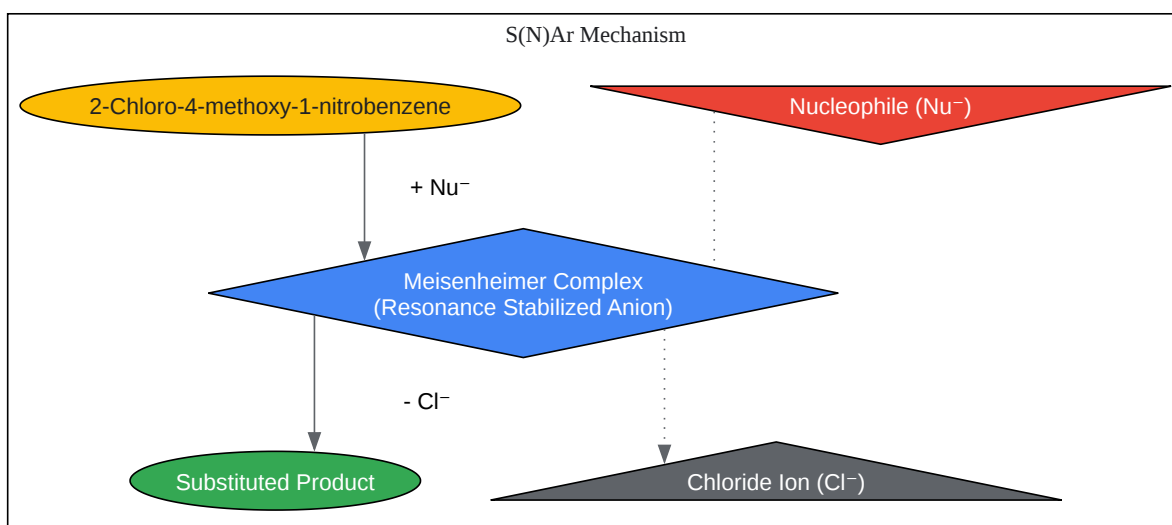 S(N)Ar Mechanism
2-Chloro-4-methoxy-1-nitrobenzene
Nucleophile (Nu⁻)
+ Nu⁻
Meisenheimer Complex
(Resonance Stabilized Anion)
- Cl⁻
Substituted Product
Chloride Ion (Cl⁻)